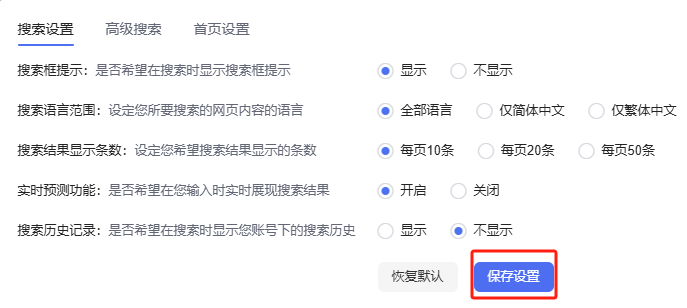 搜索设置 高级搜索 首页设置
搜索框提示：是否希望在搜索时显示搜索框提示 显示 不显示
搜索语言范围：设定您所要搜索的网页内容的语言 全部语言 仅简体中文 仅繁体中文
搜索结果显示条数：设定您希望搜索结果显示的条数 每页10条 每页20条 每页50条
实时预测功能：是否希望在您输入时实时展现搜索结果 开启 关闭
搜索历史记录：是否希望在搜索时显示您账号下的搜索历史 显示 不显示
恢复默认 保存设置